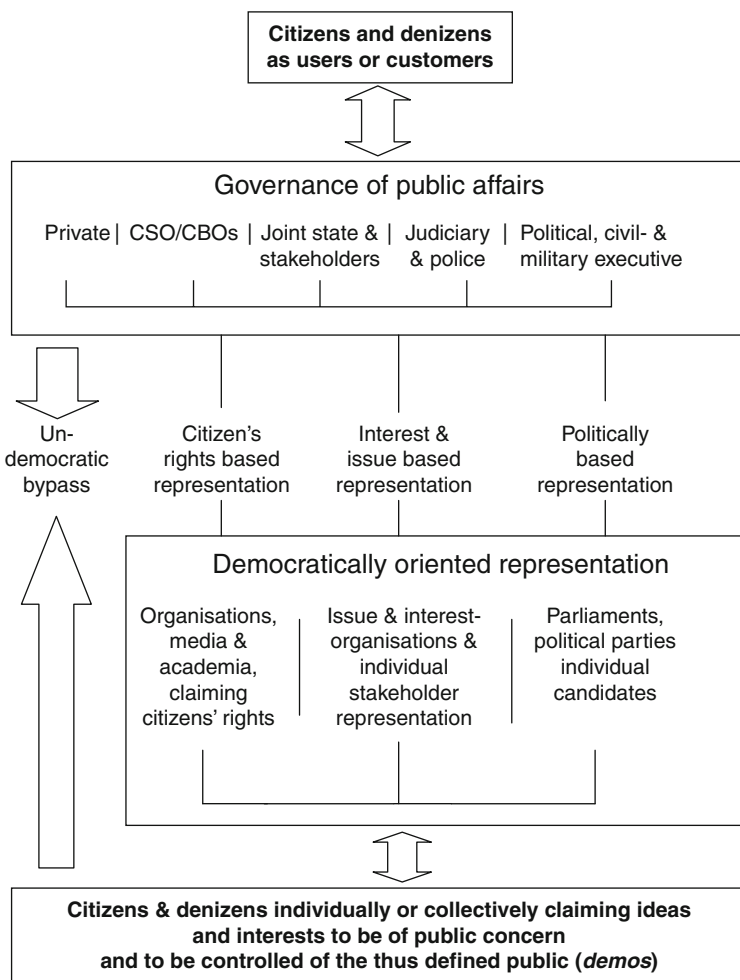 Citizens and denizens
as users or customers
Governance of public affairs
Private | CSO/CBOs | Joint state & | Judiciary | Political, civil- &
stakeholders & police military executive
Un-
democratic
bypass
Citizen's
rights based
representation
Interest &
issue based
representation
Politically
based
representation
Democratically oriented representation
Organisations,
media &
academia,
claiming
citizens' rights
Issue & interest-
organisations &
individual
stakeholder
representation
Parliaments,
political parties
individual
candidates
Citizens & denizens individually or collectively claiming ideas
and interests to be of public concern
and to be controlled of the thus defined public (demos)